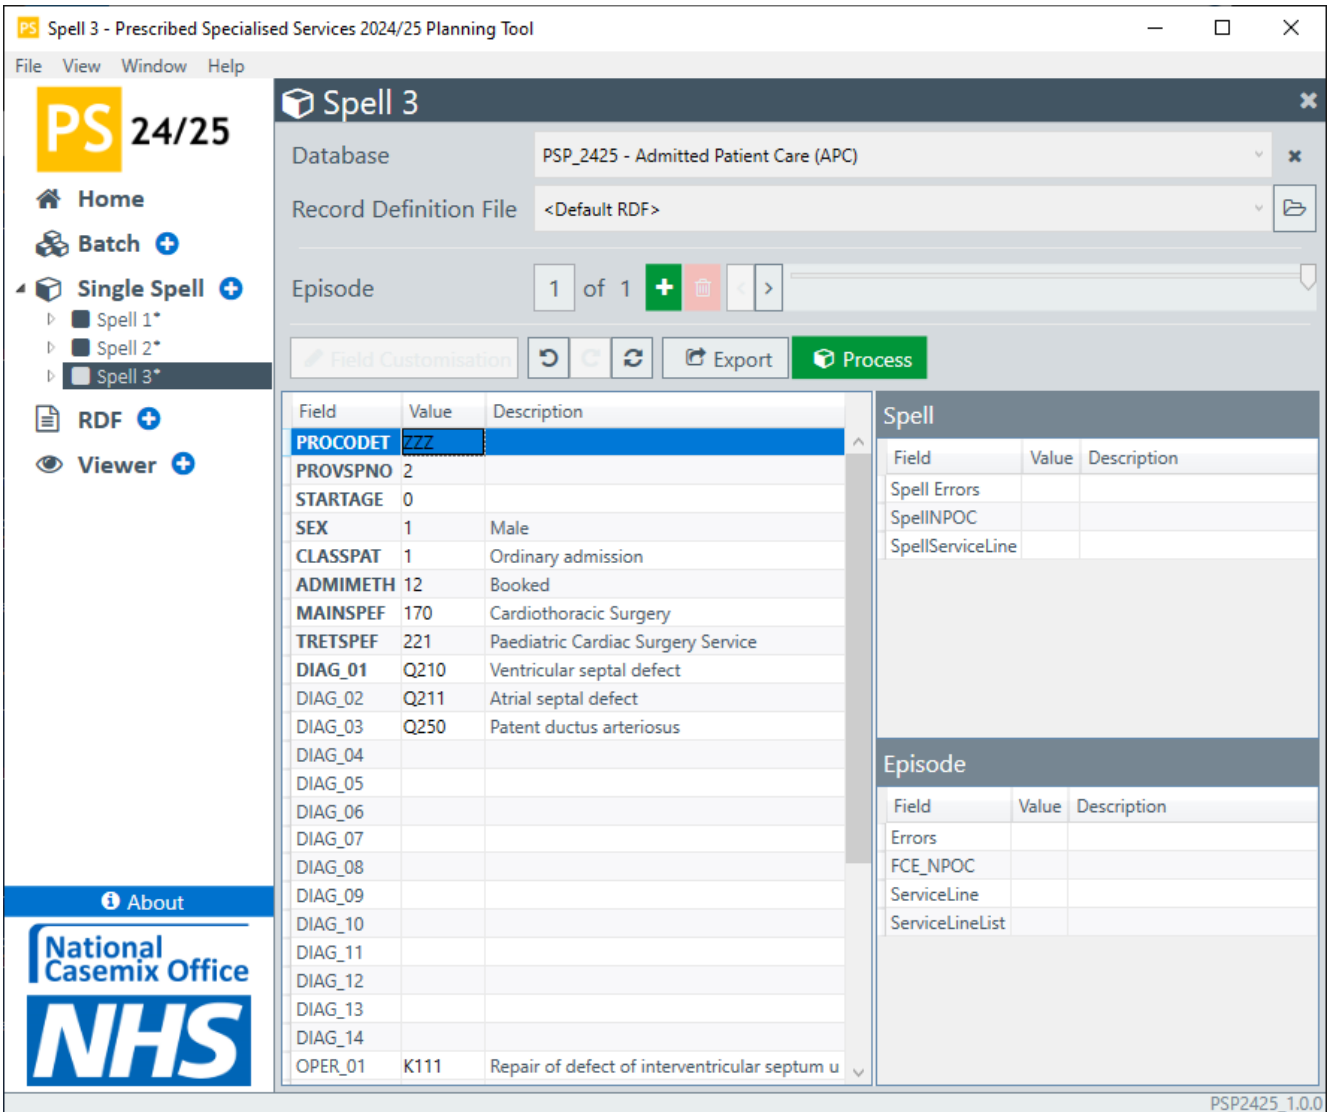 PS Spell 3 - Prescribed Specialised Services 2024/25 Planning Tool
File View Window Help
PS 24/25
Home
Batch
Single Spell
Spell 1*
Spell 2*
Spell 3*
RDF
Viewer
About
National
Casemix Office
NHS
Spell 3
Database PSP_2425 - Admitted Patient Care (APC)
Record Definition File <Default RDF>
Episode 1 of 1
Field Customisation Export Process
Field Value Description
PROCODET ZZZ
PROVSPNO 2
STARTAGE 0
SEX 1 Male
CLASSPAT 1 Ordinary admission
ADMIMETH 12 Booked
MAINSPEF 170 Cardiothoracic Surgery
TRETSPEF 221 Paediatric Cardiac Surgery Service
DIAG_01 Q210 Ventricular septal defect
DIAG_02 Q211 Atrial septal defect
DIAG_03 Q250 Patent ductus arteriosus
DIAG_04
DIAG_05
DIAG_06
DIAG_07
DIAG_08
DIAG_09
DIAG_10
DIAG_11
DIAG_12
DIAG_13
DIAG_14
OPER_01 K111 Repair of defect of interventricular septum u
Spell
Field Value Description
Spell Errors
SpellNPOC
SpellServiceLine
Episode
Field Value Description
Errors
FCE_NPOC
ServiceLine
ServiceLineList
PSP2425_1.0.0